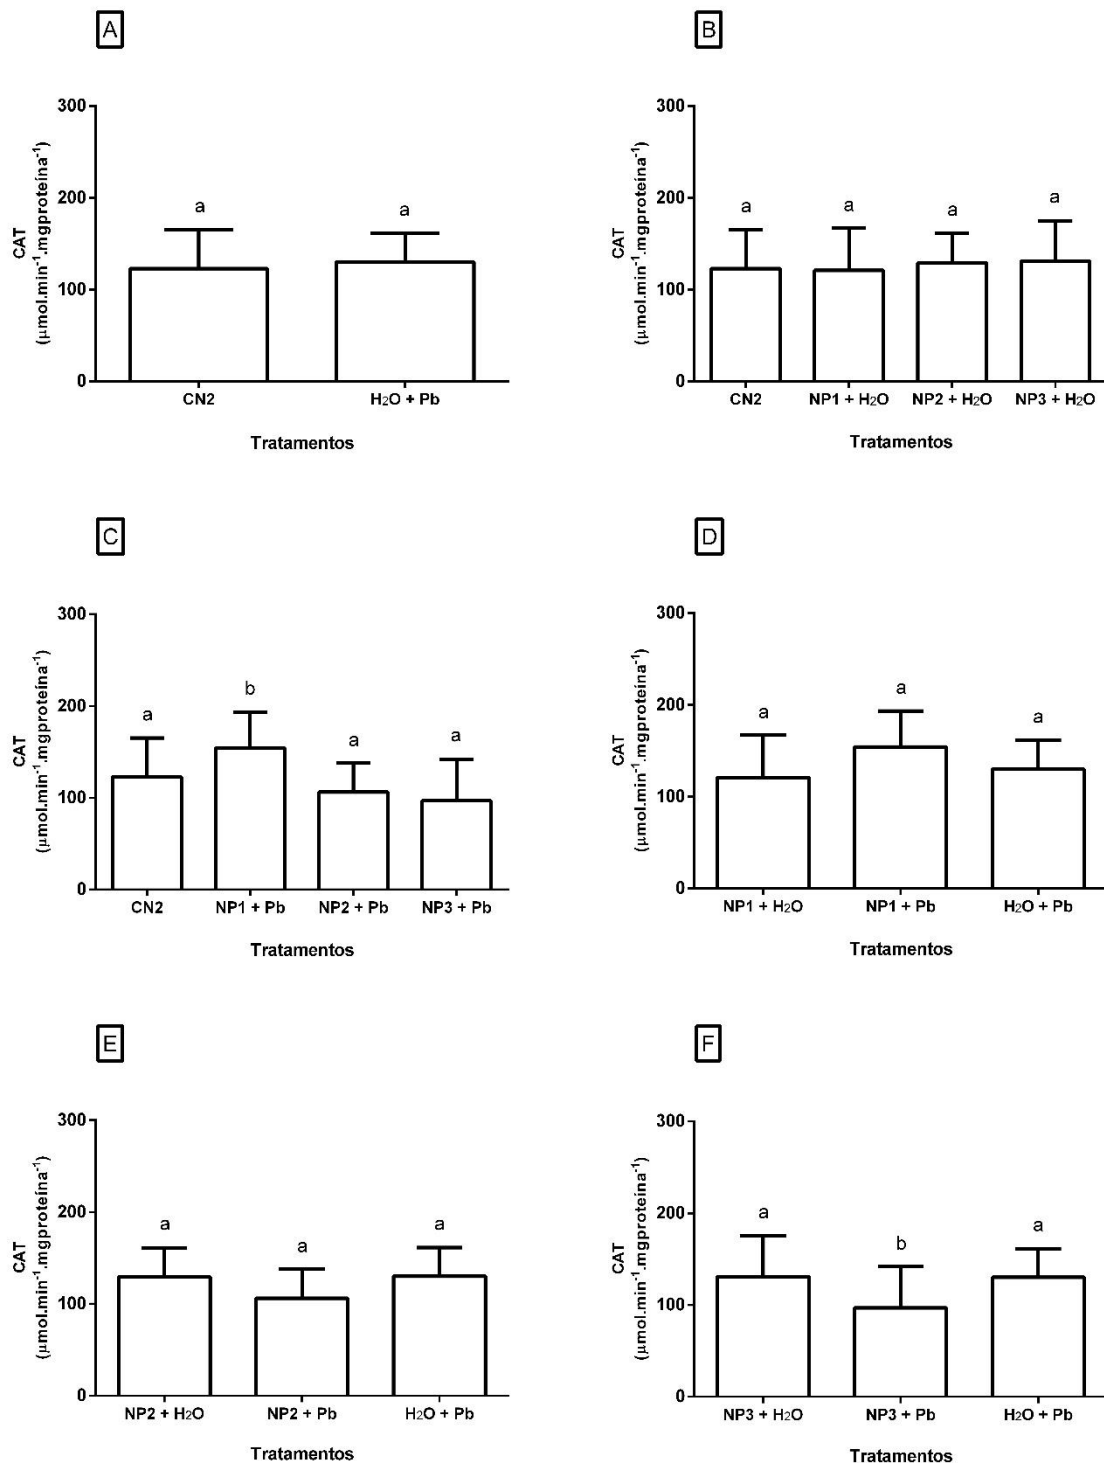 A
CAT
(µmol.min⁻¹.mgproteína⁻¹)
300
200
100
0
a
a
CN2
H₂O + Pb
Tratamentos
B
CAT
(µmol.min⁻¹.mgproteína⁻¹)
300
200
100
0
a
a
a
a
CN2
NP1 + H₂O
NP2 + H₂O
NP3 + H₂O
Tratamentos
C
CAT
(µmol.min⁻¹.mgproteína⁻¹)
300
200
100
0
a
b
a
a
CN2
NP1 + Pb
NP2 + Pb
NP3 + Pb
Tratamentos
D
CAT
(µmol.min⁻¹.mgproteína⁻¹)
300
200
100
0
a
a
a
NP1 + H₂O
NP1 + Pb
H₂O + Pb
Tratamentos
E
CAT
(µmol.min⁻¹.mgproteína⁻¹)
300
200
100
0
a
a
a
NP2 + H₂O
NP2 + Pb
H₂O + Pb
Tratamentos
F
CAT
(µmol.min⁻¹.mgproteína⁻¹)
300
200
100
0
a
b
a
NP3 + H₂O
NP3 + Pb
H₂O + Pb
Tratamentos